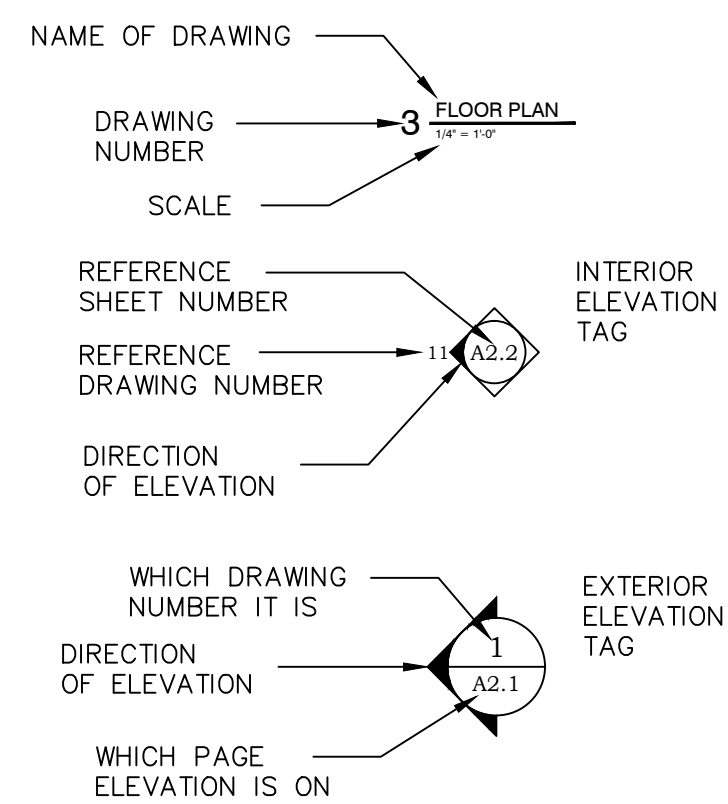 NAME OF DRAWING
3 FLOOR PLAN
1/4" = 1'-0"
DRAWING
NUMBER
SCALE
REFERENCE
SHEET NUMBER
INTERIOR
ELEVATION
TAG
REFERENCE
DRAWING NUMBER
11 A2.2
DIRECTION
OF ELEVATION
WHICH DRAWING
NUMBER IT IS
EXTERIOR
ELEVATION
TAG
1
DIRECTION
OF ELEVATION
A2.1
WHICH PAGE
ELEVATION IS ON